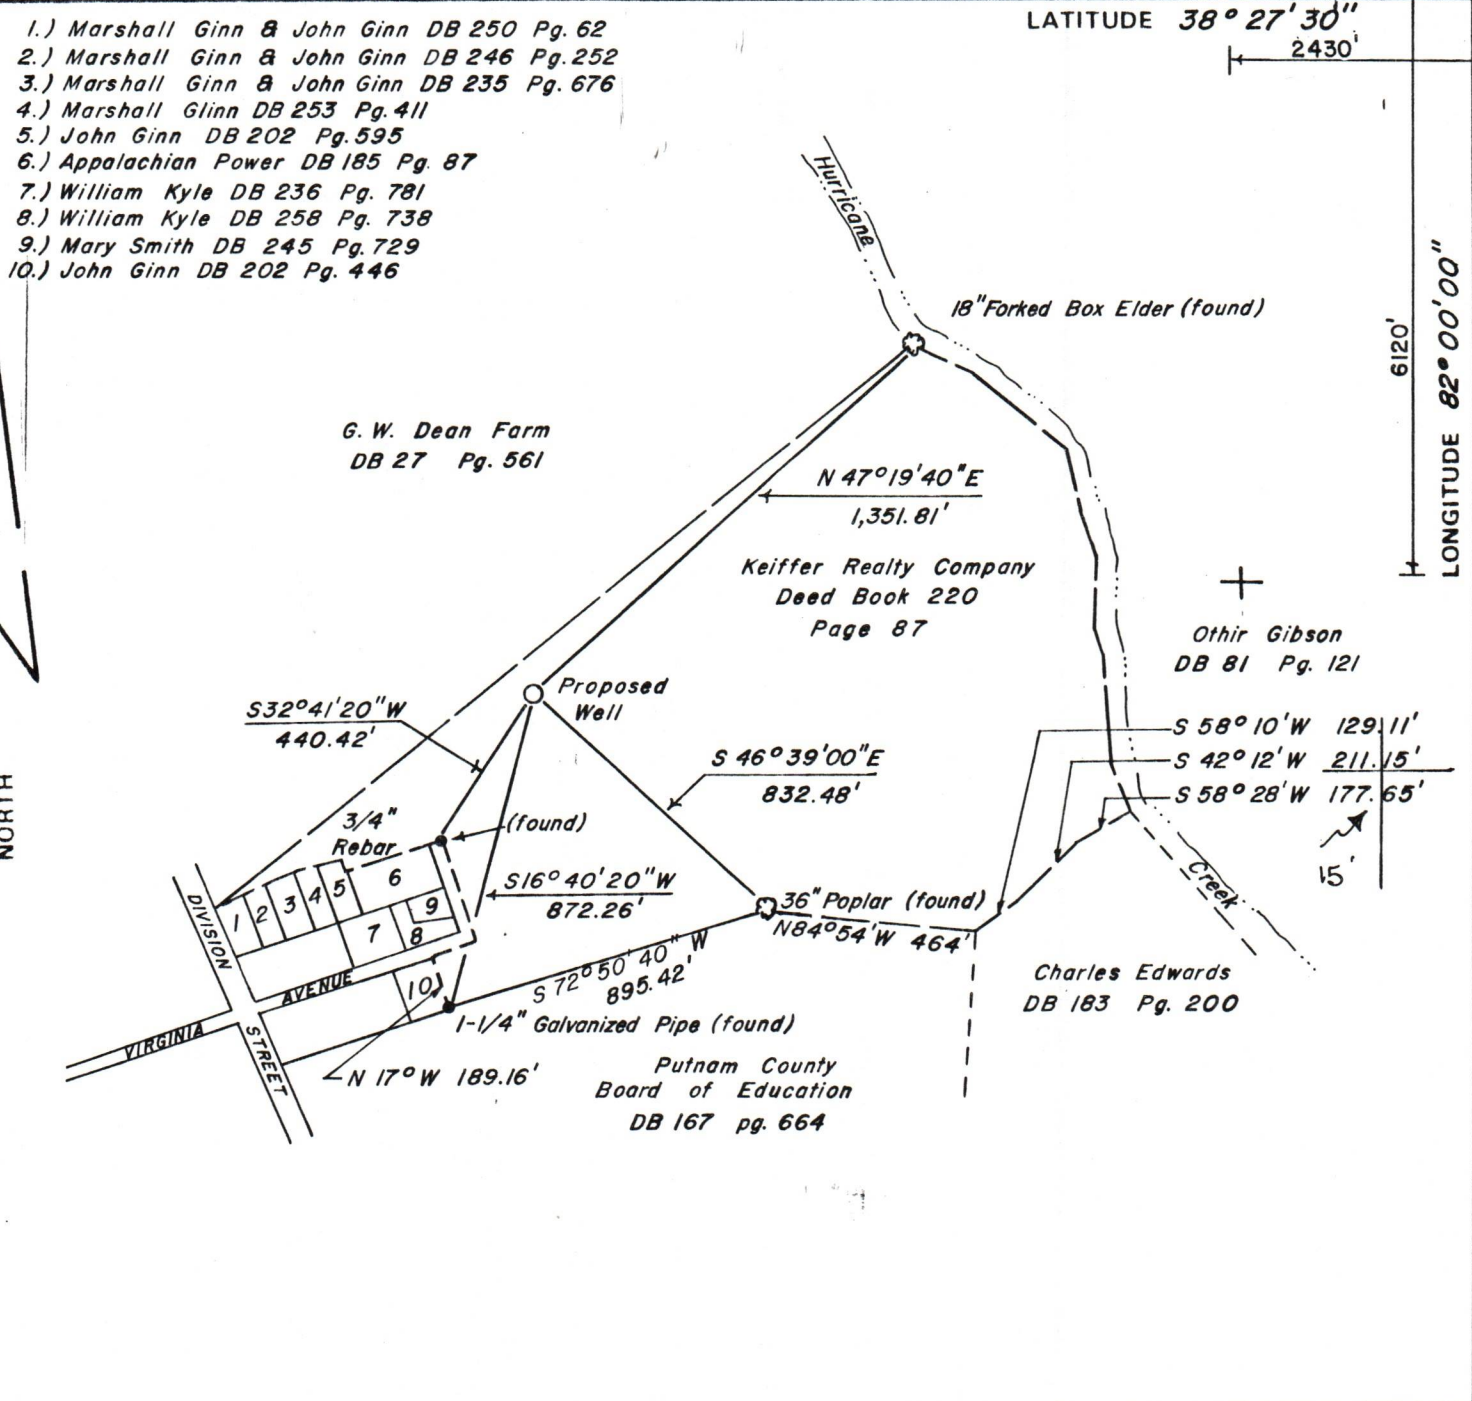 1.) Marshall Ginn & John Ginn DB 250 Pg. 62
2.) Marshall Ginn & John Ginn DB 246 Pg. 252
3.) Marshall Ginn & John Ginn DB 235 Pg. 676
4.) Marshall Glinn DB 253 Pg. 411
5.) John Ginn DB 202 Pg. 595
6.) Appalachian Power DB 185 Pg. 87
7.) William Kyle DB 236 Pg. 781
8.) William Kyle DB 258 Pg. 738
9.) Mary Smith DB 245 Pg. 729
10.) John Ginn DB 202 Pg. 446
LATITUDE 38° 27' 30"
2430'
LONGITUDE 82° 00' 00"
6120'
Hurricane
18" Forked Box Elder (found)
G. W. Dean Farm
DB 27 Pg. 561
N 47° 19' 40" E
1,351.81'
Keiffer Realty Company
Deed Book 220
Page 87
Othir Gibson
DB 81 Pg. 121
Proposed
Well
S 32° 41' 20" W
440.42'
S 46° 39' 00" E
832.48'
S 58° 10' W 129.11'
S 42° 12' W 211.15'
S 58° 28' W 177.65'
15'
NORTH
3/4"
Rebar
(found)
S 16° 40' 20" W
872.26'
36" Poplar (found)
N 84° 54' W 464'
Creek
DIVISION
STREET
1
2
3
4
5
6
7
8
9
10
VIRGINIA
AVENUE
S 72° 50' 40" W
895.42'
1-1/4" Galvanized Pipe (found)
N 17° W 189.16'
Charles Edwards
DB 183 Pg. 200
Putnam County
Board of Education
DB 167 pg. 664